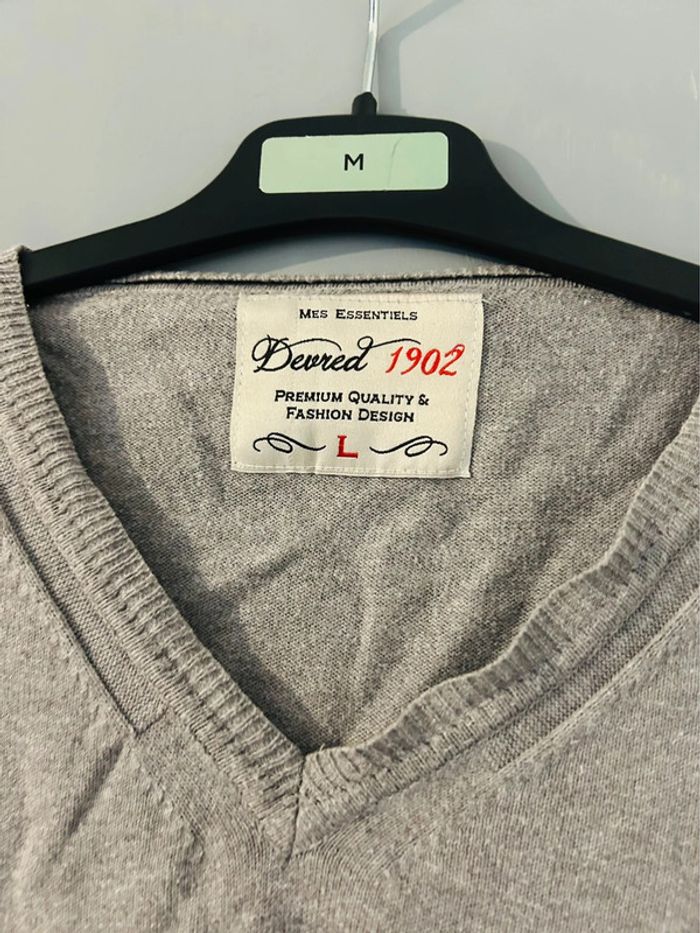 M
Mes Essentiels
Devred 1902
Premium Quality &
Fashion Design
L